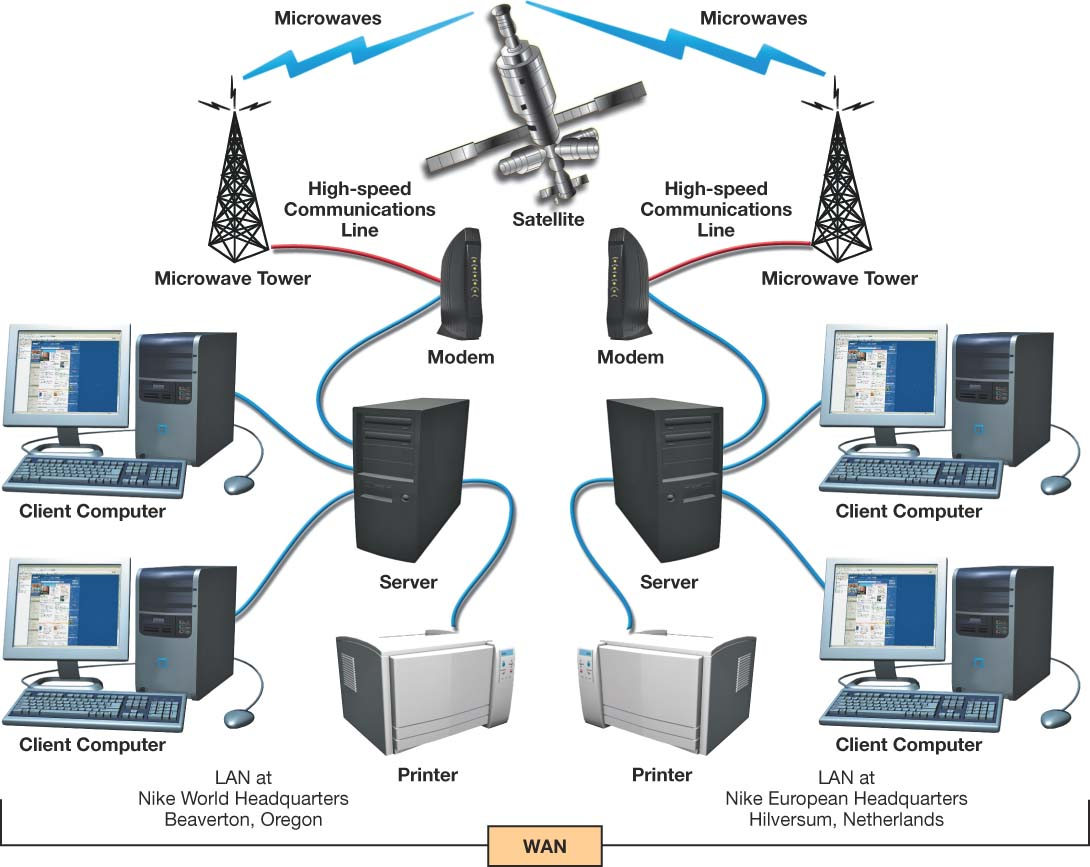 Microwaves
Microwaves
High-speed
Communications
Line
Satellite
High-speed
Communications
Line
Microwave Tower
Microwave Tower
Modem
Modem
Client Computer
Client Computer
Server
Server
Client Computer
Client Computer
Printer
Printer
LAN at
Nike World Headquarters
Beaverton, Oregon
LAN at
Nike European Headquarters
Hilversum, Netherlands
WAN